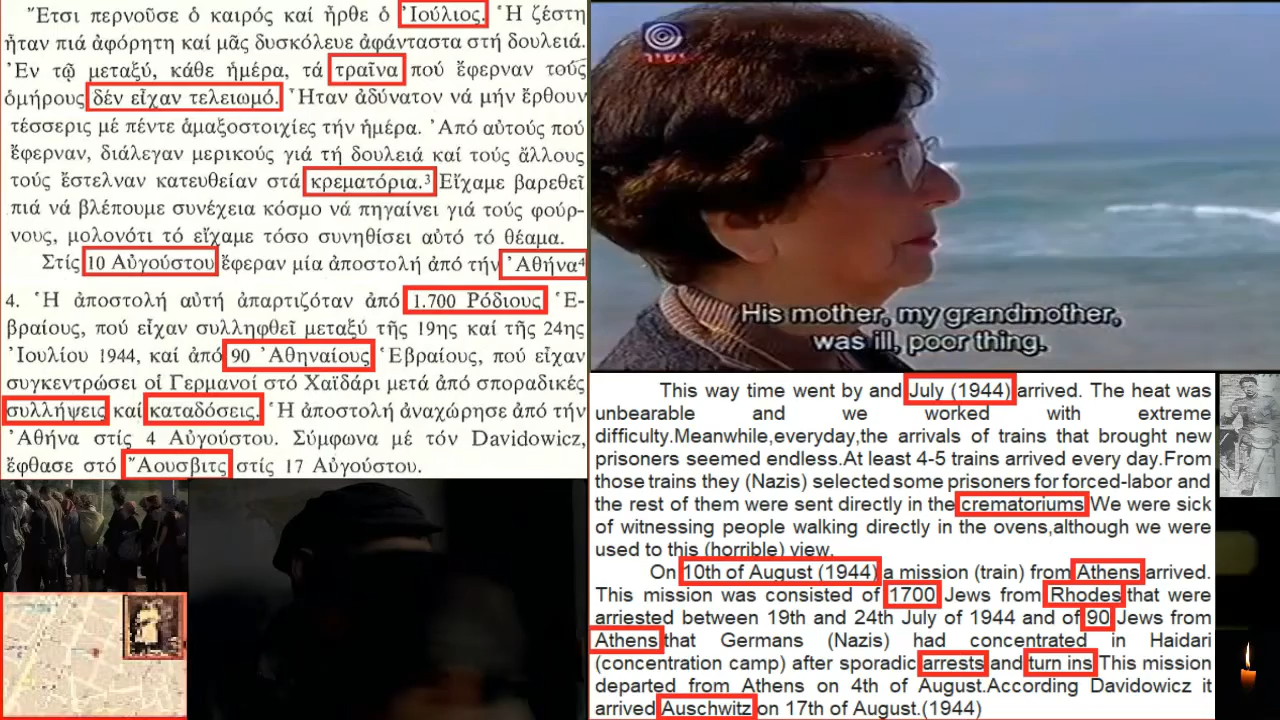 Ἔτσι περνοῦσε ὁ καιρός καί ἦρθε ὁ Ἰούλιος. Ἡ ζέστη
ἦταν πιά ἀφόρητη καί μᾶς δυσκόλευε ἀφάνταστα στή δουλειά.
Ἐν τῷ μεταξύ, κάθε ἡμέρα, τά τραῖνα πού ἔφερναν τούς
ὁμήρους δέν εἶχαν τελειωμό. Ἦταν ἀδύνατον νά μήν ἔρθουν
τέσσερις μέ πέντε ἁμαξοστοιχίες τήν ἡμέρα. Ἀπό αὐτούς πού
ἔφερναν, διάλεγαν μερικούς γιά τή δουλειά καί τούς ἄλλους
τούς ἔστελναν κατευθείαν στά κρεματόρια.³ Εἴχαμε βαρεθεῖ
πιά νά βλέπουμε συνέχεια κόσμο νά πηγαίνει γιά τούς φούρ-
νους, μολονότι τό εἴχαμε τόσο συνηθίσει αὐτό τό θέαμα.
Στίς 10 Αὐγούστου ἔφεραν μία ἀποστολή ἀπό τήν Ἀθήνα⁴
4. Ἡ ἀποστολή αὐτή ἀπαρτιζόταν ἀπό 1.700 Ρόδιους Ἑ-
βραίους, πού εἶχαν συλληφθεῖ μεταξύ τῆς 19ης καί τῆς 24ης
Ἰουλίου 1944, καί ἀπό 90 Ἀθηναίους Ἑβραίους, πού εἶχαν
συγκεντρώσει οἱ Γερμανοί στό Χαϊδάρι μετά ἀπό σποραδικές
συλλήψεις καί καταδόσεις. Ἡ ἀποστολή ἀναχώρησε ἀπό τήν
Ἀθήνα στίς 4 Αὐγούστου. Σύμφωνα μέ τόν Davidowicz,
ἔφθασε στό Ἄουσβιτς στίς 17 Αὐγούστου.
His mother, my grandmother,
was ill, poor thing.
This way time went by and July (1944) arrived. The heat was
unbearable and we worked with extreme
difficulty.Meanwhile,everyday,the arrivals of trains that brought new
prisoners seemed endless.At least 4-5 trains arrived every day.From
those trains they (Nazis) selected some prisoners for forced-labor and
the rest of them were sent directly in the crematoriums We were sick
of witnessing people walking directly in the ovens,although we were
used to this (horrible) view.
On 10th of August (1944) a mission (train) from Athens arrived.
This mission was consisted of 1700 Jews from Rhodes that were
arriested between 19th and 24th July of 1944 and of 90 Jews from
Athens that Germans (Nazis) had concentrated in Haidari
(concentration camp) after sporadic arrests and turn ins This mission
departed from Athens on 4th of August.According Davidowicz it
arrived Auschwitz on 17th of August.(1944)